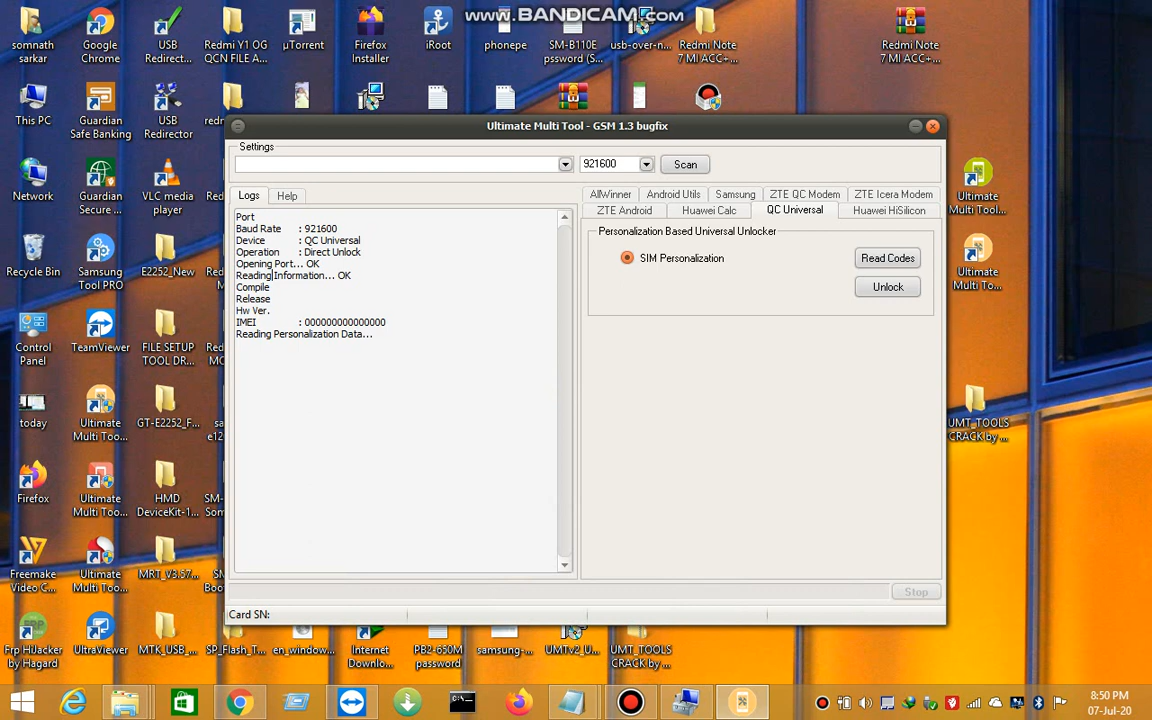 www.BANDICAM.com
somnath
sarkar
Google
Chrome
USB
Redirect...
Redmi Y1 OG
QCN FILE A...
µTorrent
Firefox
Installer
iRoot
phonepe
SM-B110E
pssword (S...
usb-over-n...
Redmi Note
7 MI ACC+...
Redmi Note
7 MI ACC+...
This PC
Guardian
Safe Banking
USB
Redirector
Network
Guardian
Secure ...
VLC media
player
Recycle Bin
Samsung
Tool PRO
E2252_New
Control
Panel
TeamViewer
FILE SETUP
TOOL DR...
today
Ultimate
Multi Too...
GT-E2252_F...
Firefox
Ultimate
Multi Too...
HMD
DeviceKit-1...
Freemake
Video C...
Ultimate
Multi Too...
MRT_V3.57...
Frp HiJacker
by Hagard
UltraViewer
MTK_USB_...
SP_Flash_T...
en_window...
Internet
Downlo...
PB2-650M
password
samsung-...
UMTv2_U...
UMT_TOOLS
CRACK by ...
Ultimate
Multi Tool...
Ultimate
Multi To...
UMT_TOOLS
CRACK by ...
Ultimate Multi Tool - GSM 1.3 bugfix
Settings
921600
Scan
Logs
Help
Port
Baud Rate : 921600
Device : QC Universal
Operation : Direct Unlock
Opening Port... OK
Reading Information... OK
Compile
Release
Hw Ver.
IMEI : 000000000000000
Reading Personalization Data...
AllWinner
Android Utils
Samsung
ZTE QC Modem
ZTE Icera Modem
ZTE Android
Huawei Calc
QC Universal
Huawei HiSilicon
Personalization Based Universal Unlocker
SIM Personalization
Read Codes
Unlock
Stop
Card SN:
8:50 PM
07-Jul-20